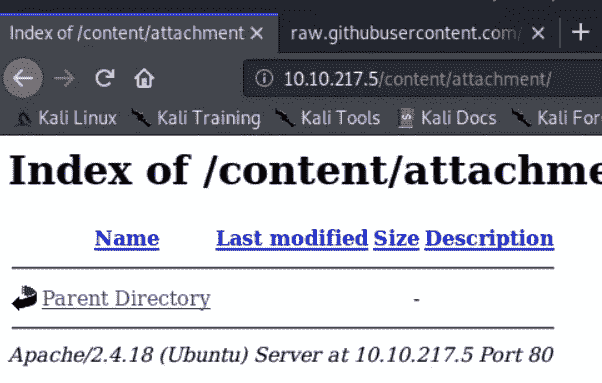 Index of /content/attachment raw.githubusercontent.com/
10.10.217.5/content/attachment/
Kali Linux Kali Training Kali Tools Kali Docs Kali For
Index of /content/attachme
Name Last modified Size Description
Parent Directory -
Apache/2.4.18 (Ubuntu) Server at 10.10.217.5 Port 80